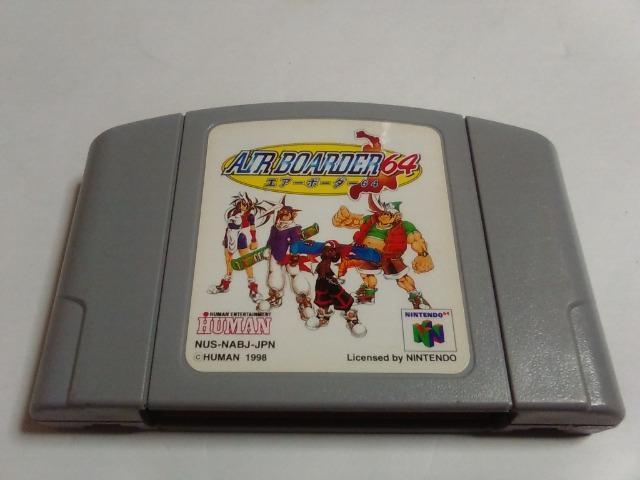 AIR BOARDER 64
エアーボーダー64
HUMAN ENTERTAINMENT
HUMAN
NINTENDO 64
NUS-NABJ-JPN
© HUMAN 1998
Licensed by NINTENDO